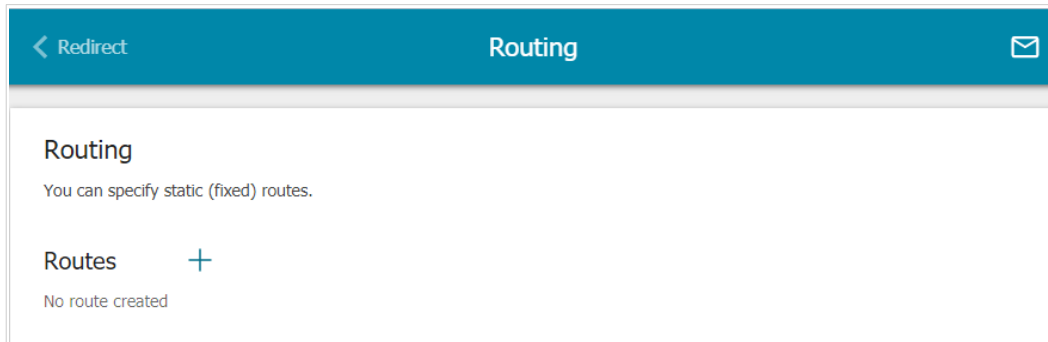 Redirect
Routing
Routing
You can specify static (fixed) routes.
Routes
No route created